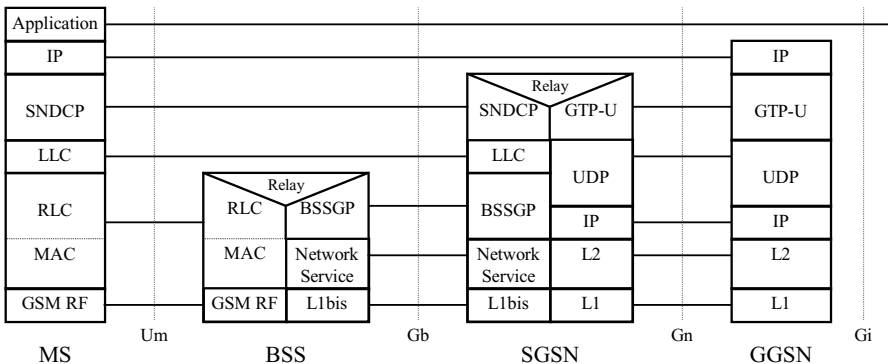 Application
IP
IP
Relay
SNDCP
SNDCP
GTP-U
GTP-U
LLC
LLC
UDP
UDP
Relay
RLC
RLC
BSSGP
BSSGP
IP
IP
MAC
MAC
Network
Service
Network
Service
L2
L2
GSM RF
GSM RF
L1bis
L1bis
L1
L1
Um
Gb
Gn
Gi
MS
BSS
SGSN
GGSN